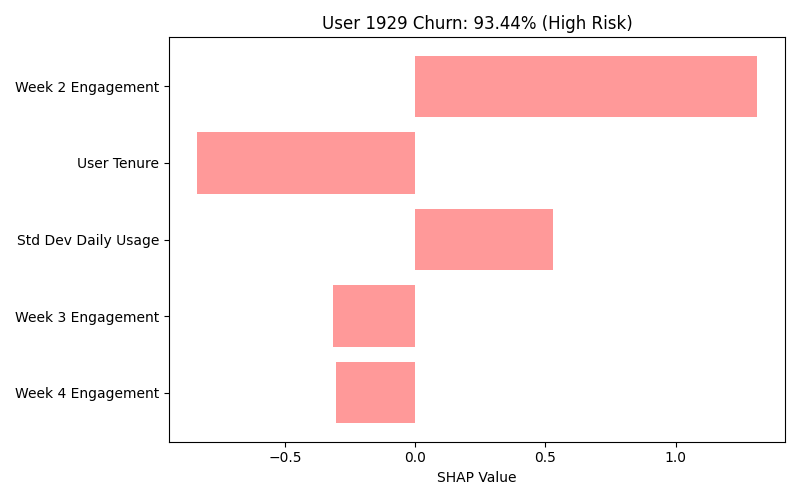 User 1929 Churn: 93.44% (High Risk)
Week 2 Engagement
User Tenure
Std Dev Daily Usage
Week 3 Engagement
Week 4 Engagement
−0.5 0.0 0.5 1.0
SHAP Value